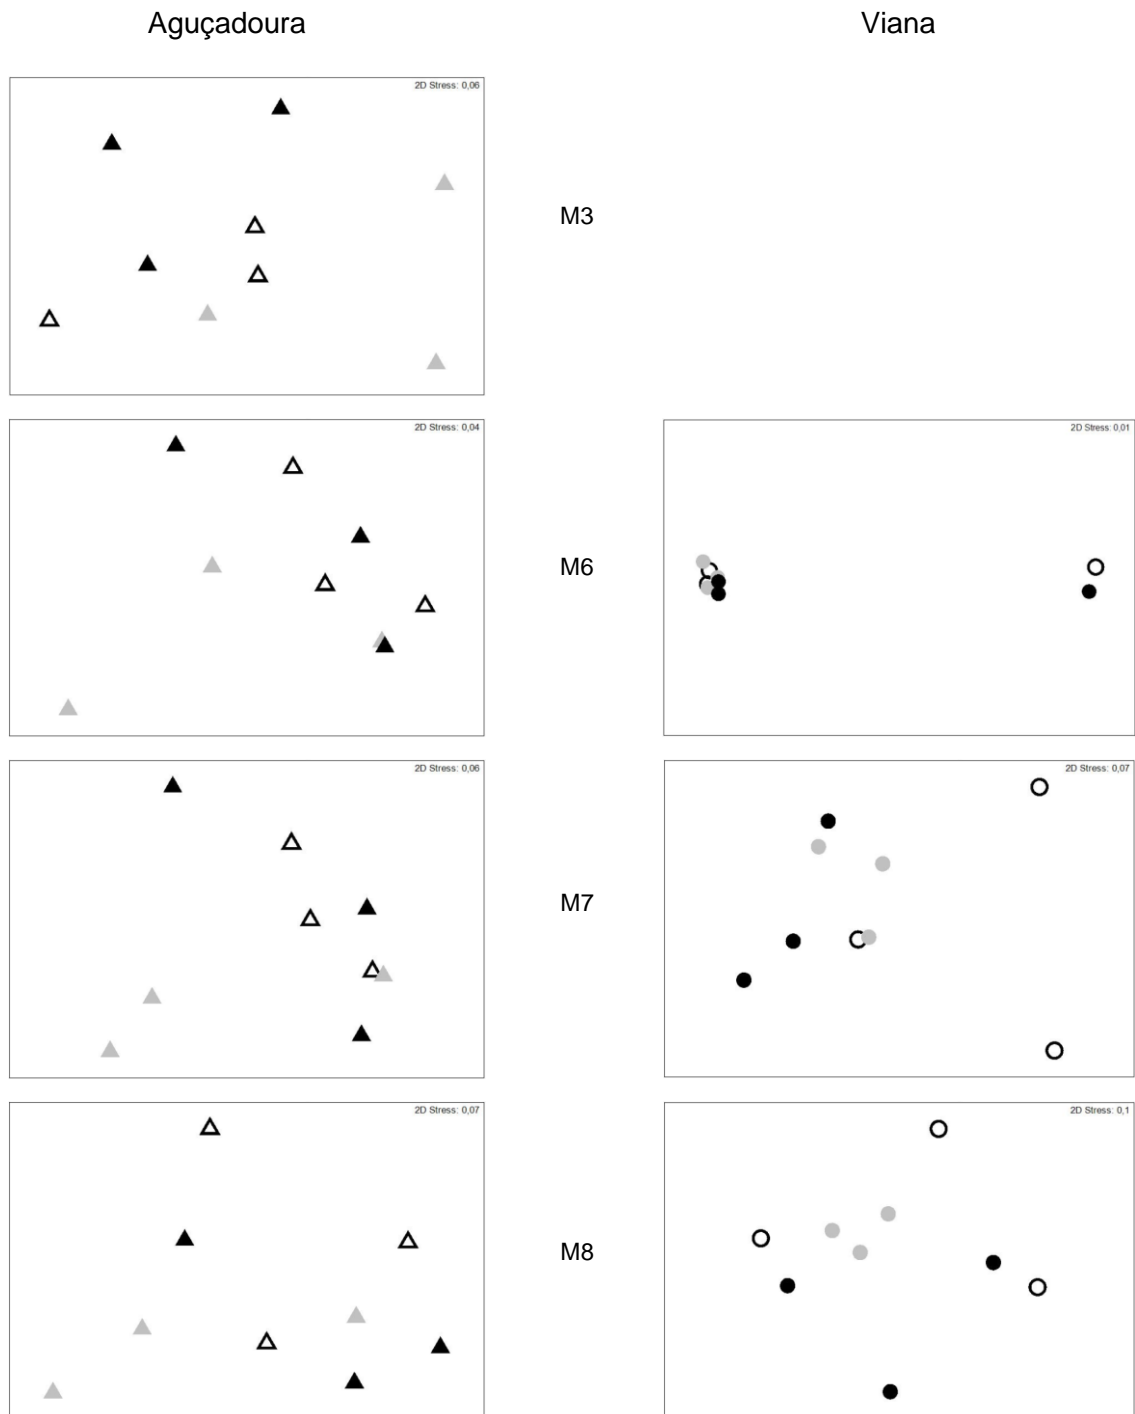 Aguçadoura
Viana
2D Stress: 0,06
M3
2D Stress: 0,04
M6
2D Stress: 0,01
2D Stress: 0,06
M7
2D Stress: 0,07
2D Stress: 0,07
M8
2D Stress: 0,1